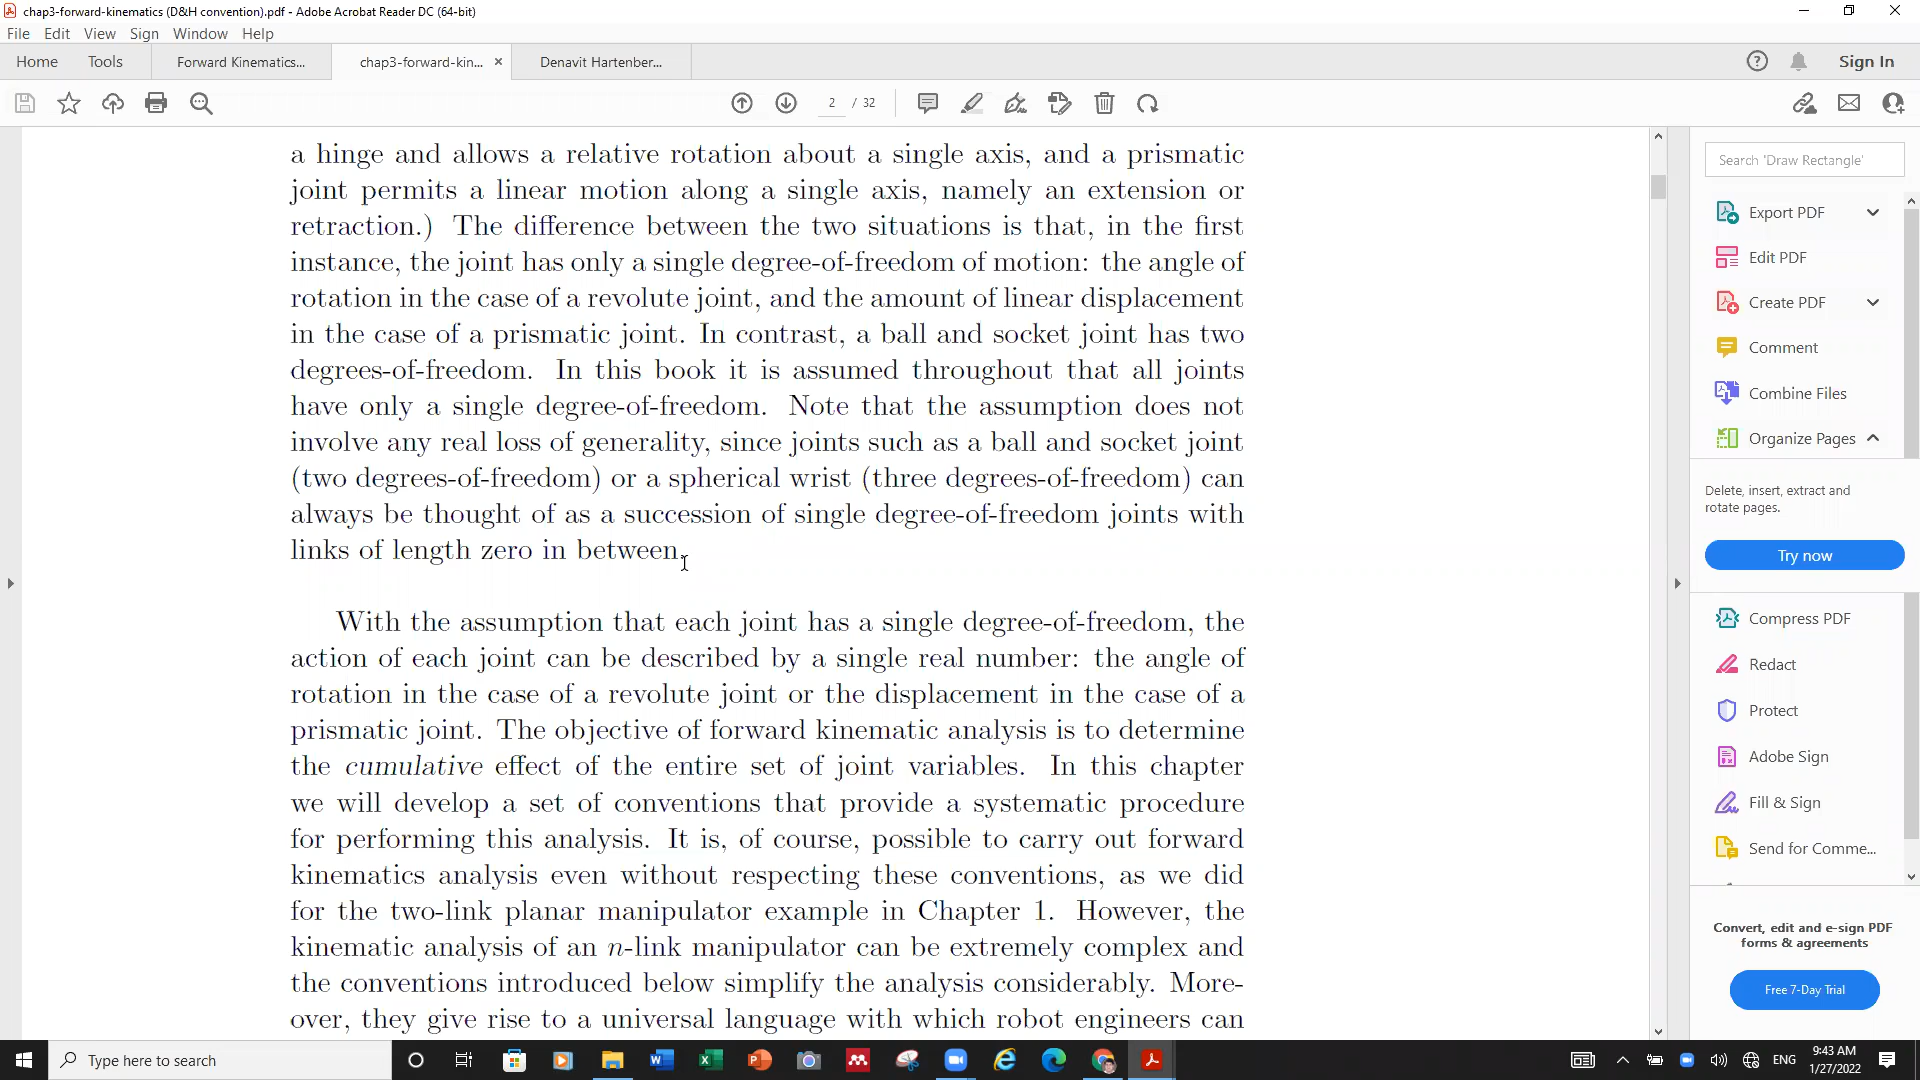 chap3-forward-kinematics (D&H convention).pdf - Adobe Acrobat Reader DC (64-bit)
File Edit View Sign Window Help
Home Tools Forward Kinematics... chap3-forward-kin... × Denavit Hartenber... Sign In
2 / 32
a hinge and allows a relative rotation about a single axis, and a prismatic
joint permits a linear motion along a single axis, namely an extension or
retraction.) The difference between the two situations is that, in the first
instance, the joint has only a single degree-of-freedom of motion: the angle of
rotation in the case of a revolute joint, and the amount of linear displacement
in the case of a prismatic joint. In contrast, a ball and socket joint has two
degrees-of-freedom. In this book it is assumed throughout that all joints
have only a single degree-of-freedom. Note that the assumption does not
involve any real loss of generality, since joints such as a ball and socket joint
(two degrees-of-freedom) or a spherical wrist (three degrees-of-freedom) can
always be thought of as a succession of single degree-of-freedom joints with
links of length zero in between.
With the assumption that each joint has a single degree-of-freedom, the
action of each joint can be described by a single real number: the angle of
rotation in the case of a revolute joint or the displacement in the case of a
prismatic joint. The objective of forward kinematic analysis is to determine
the cumulative effect of the entire set of joint variables. In this chapter
we will develop a set of conventions that provide a systematic procedure
for performing this analysis. It is, of course, possible to carry out forward
kinematics analysis even without respecting these conventions, as we did
for the two-link planar manipulator example in Chapter 1. However, the
kinematic analysis of an n-link manipulator can be extremely complex and
the conventions introduced below simplify the analysis considerably. More-
over, they give rise to a universal language with which robot engineers can
Search 'Draw Rectangle'
Export PDF
Edit PDF
Create PDF
Comment
Combine Files
Organize Pages
Delete, insert, extract and
rotate pages.
Try now
Compress PDF
Redact
Protect
Adobe Sign
Fill & Sign
Send for Comme...
Convert, edit and e-sign PDF
forms & agreements
Free 7-Day Trial
Type here to search
ENG
9:43 AM
1/27/2022